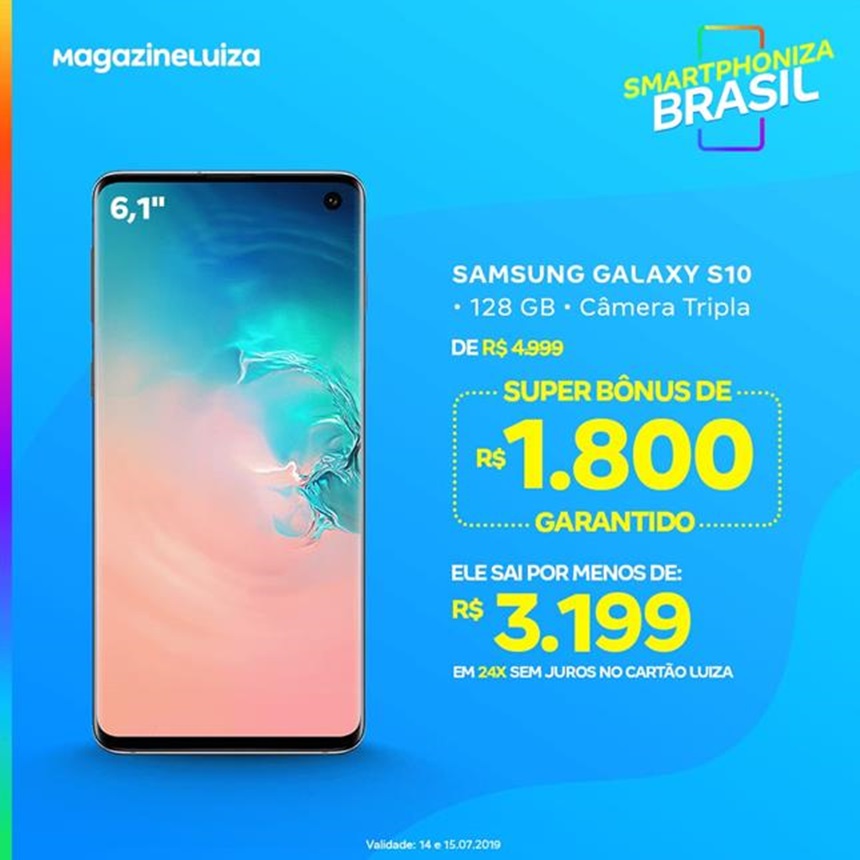 MagazineLuiza
SMARTPHONIZA
BRASIL
6,1"
SAMSUNG GALAXY S10
• 128 GB • Câmera Tripla
DE R$ 4.999
SUPER BÔNUS DE
R$ 1.800
GARANTIDO
ELE SAI POR MENOS DE:
R$ 3.199
EM 24X SEM JUROS NO CARTÃO LUIZA
Validade: 14 e 15.07.2019